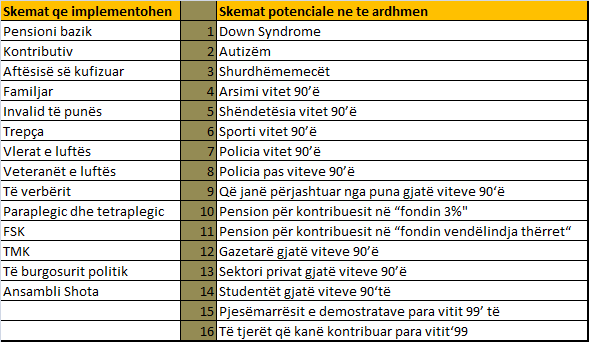 Skemat qe implementohen Skemat potenciale ne te ardhmen
Pensioni bazik 1 Down Syndrome
Kontributiv 2 Autizëm
Aftësisë së kufizuar 3 Shurdhëmemecët
Familjar 4 Arsimi vitet 90’ë
Invalid të punës 5 Shëndetësia vitet 90’ë
Trepça 6 Sporti vitet 90’ë
Vlerat e luftës 7 Policia vitet 90’ë
Veteranët e luftës 8 Policia pas viteve 90’ë
Të verbërit 9 Që janë përjashtuar nga puna gjatë viteve 90‘ë
Paraplegic dhe tetraplegic 10 Pension për kontribuesit në “fondin 3%"
FSK 11 Pension për kontribuesit në “fondin vendëlindja thërret“
TMK 12 Gazetarë gjatë viteve 90’ë
Të burgosurit politik 13 Sektori privat gjatë viteve 90’ë
Ansambli Shota 14 Studentët gjatë viteve 90‘të
15 Pjesëmarrësit e demostratave para vitit 99’ të
16 Të tjerët që kanë kontribuar para vitit‘99